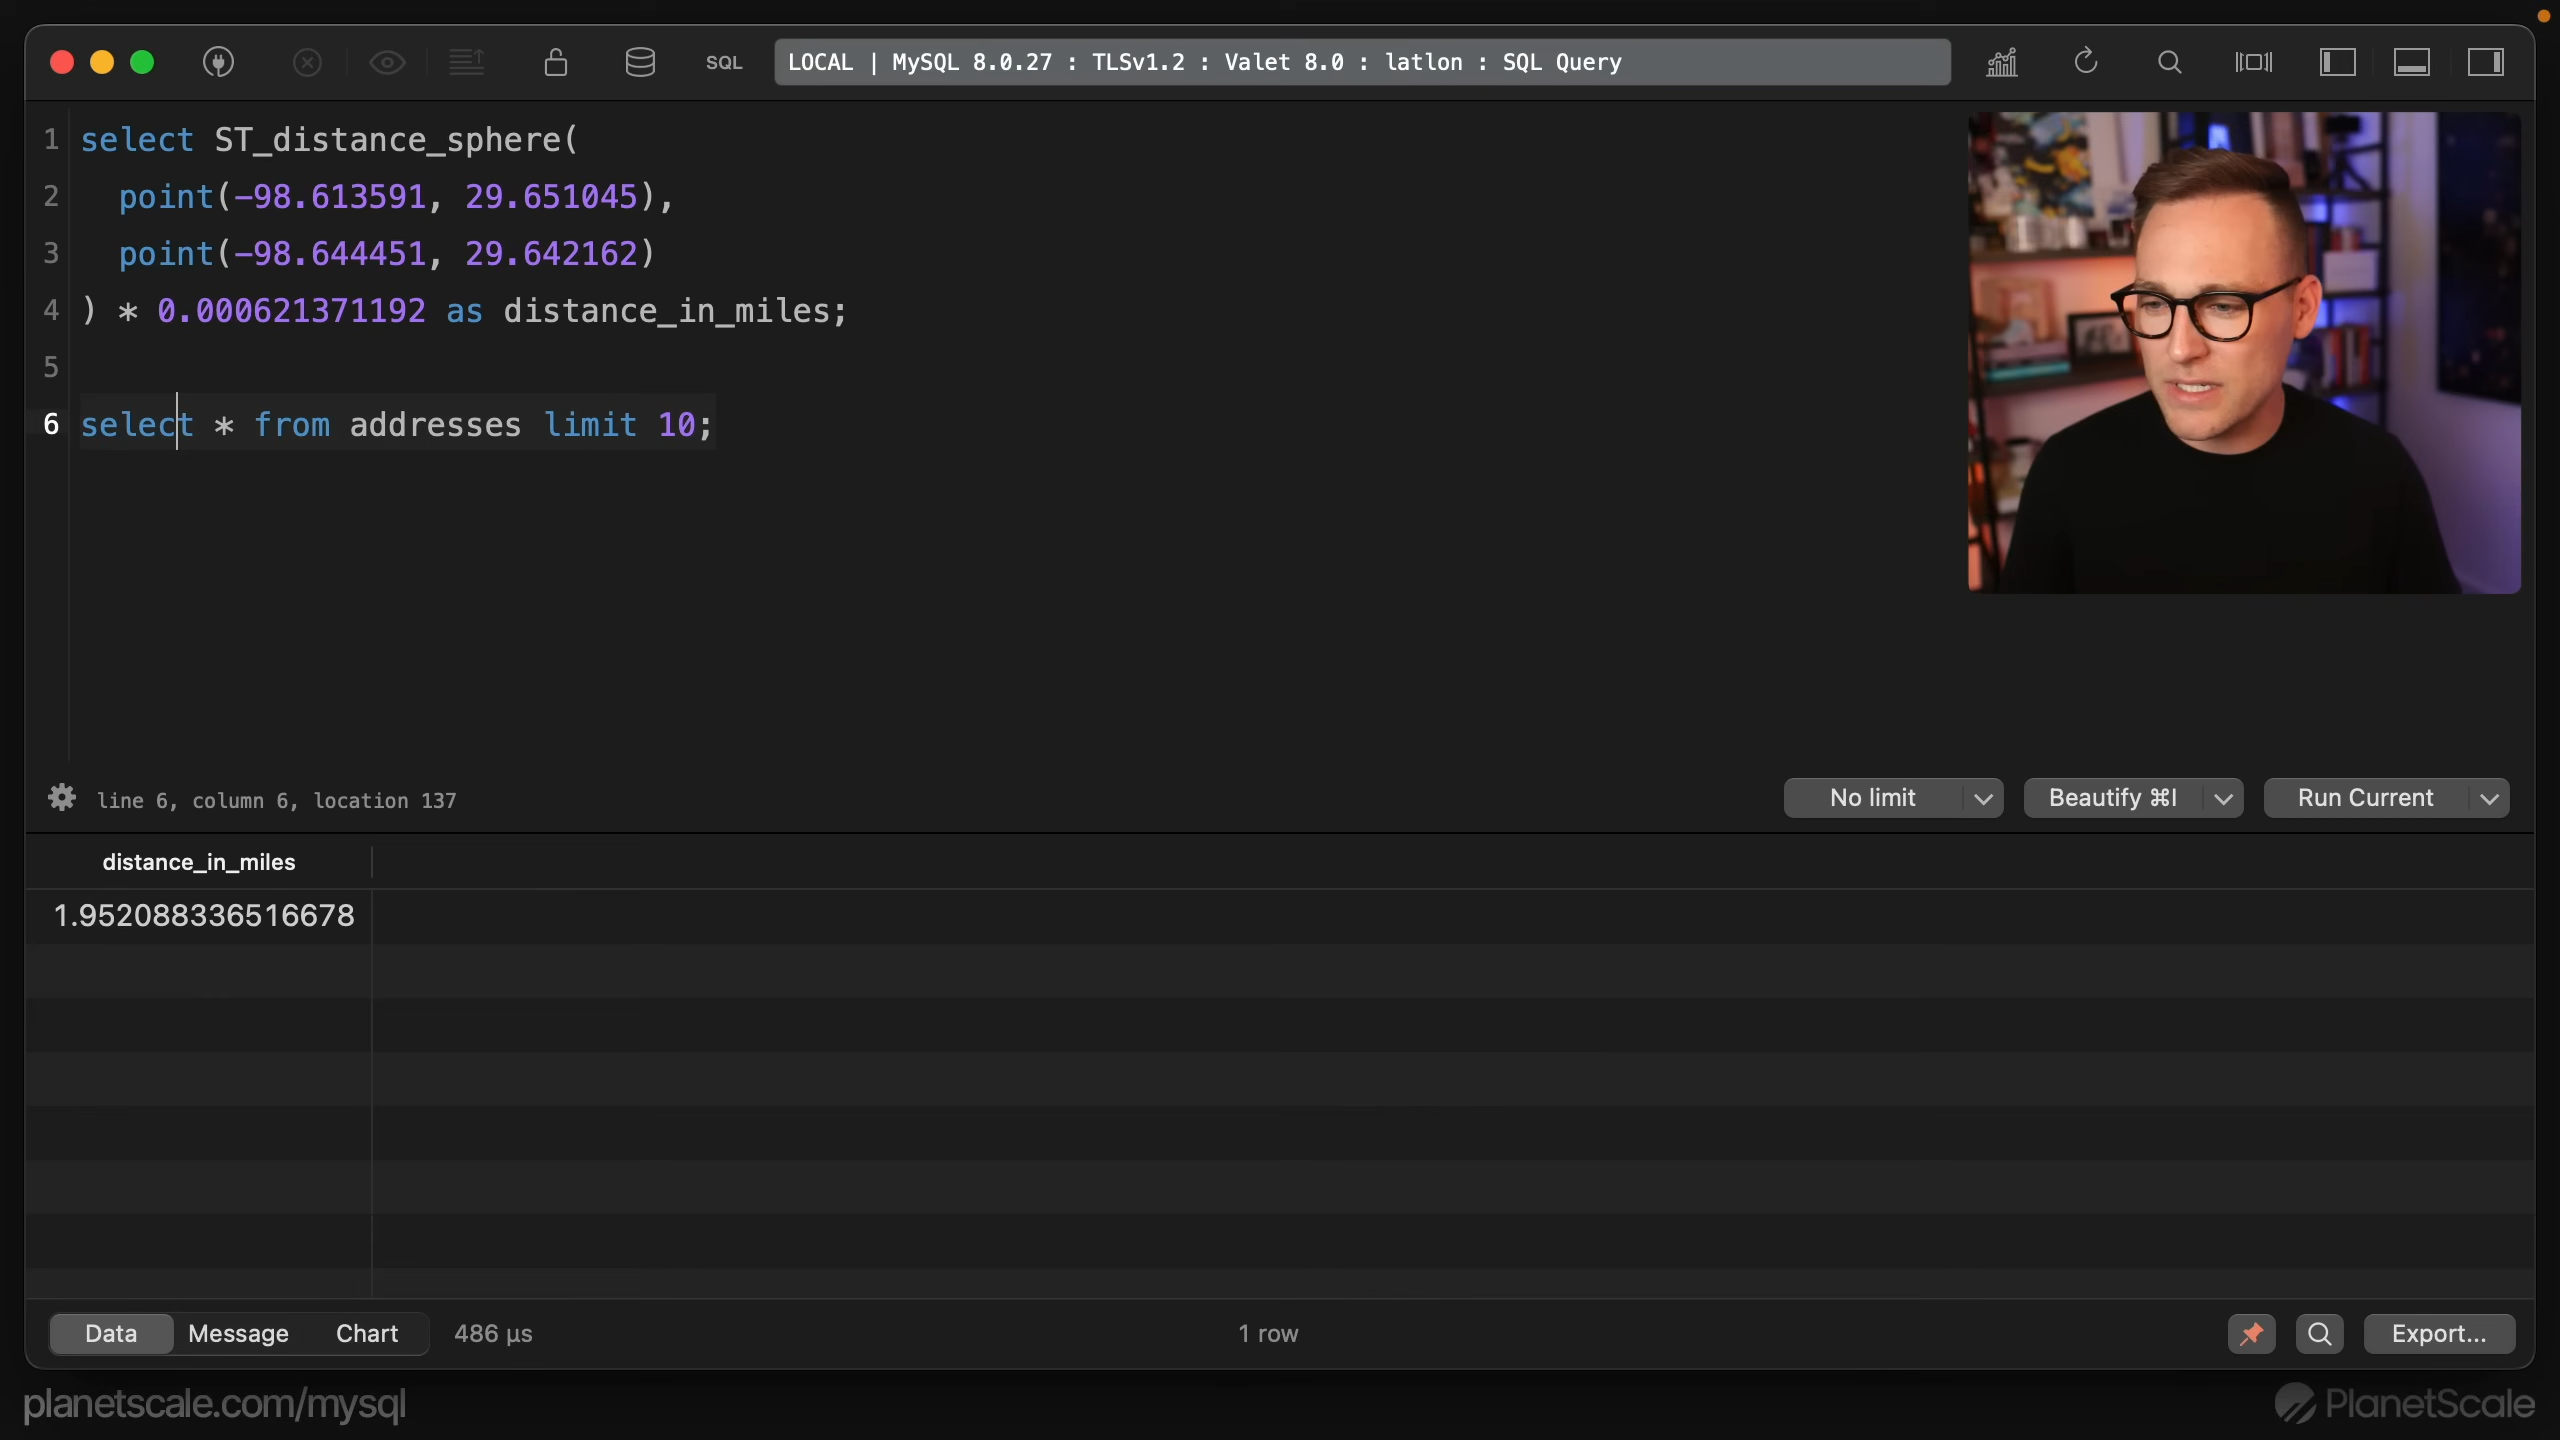 SQL
LOCAL | MySQL 8.0.27 : TLSv1.2 : Valet 8.0 : latlon : SQL Query
1 select ST_distance_sphere(
2 point(-98.613591, 29.651045),
3 point(-98.644451, 29.642162)
4 ) * 0.000621371192 as distance_in_miles;
5
6 select * from addresses limit 10;
line 6, column 6, location 137
No limit
Beautify ⌘I
Run Current
distance_in_miles
1.952088336516678
Data
Message
Chart
486 µs
1 row
Export...
planetscale.com/mysql
PlanetScale